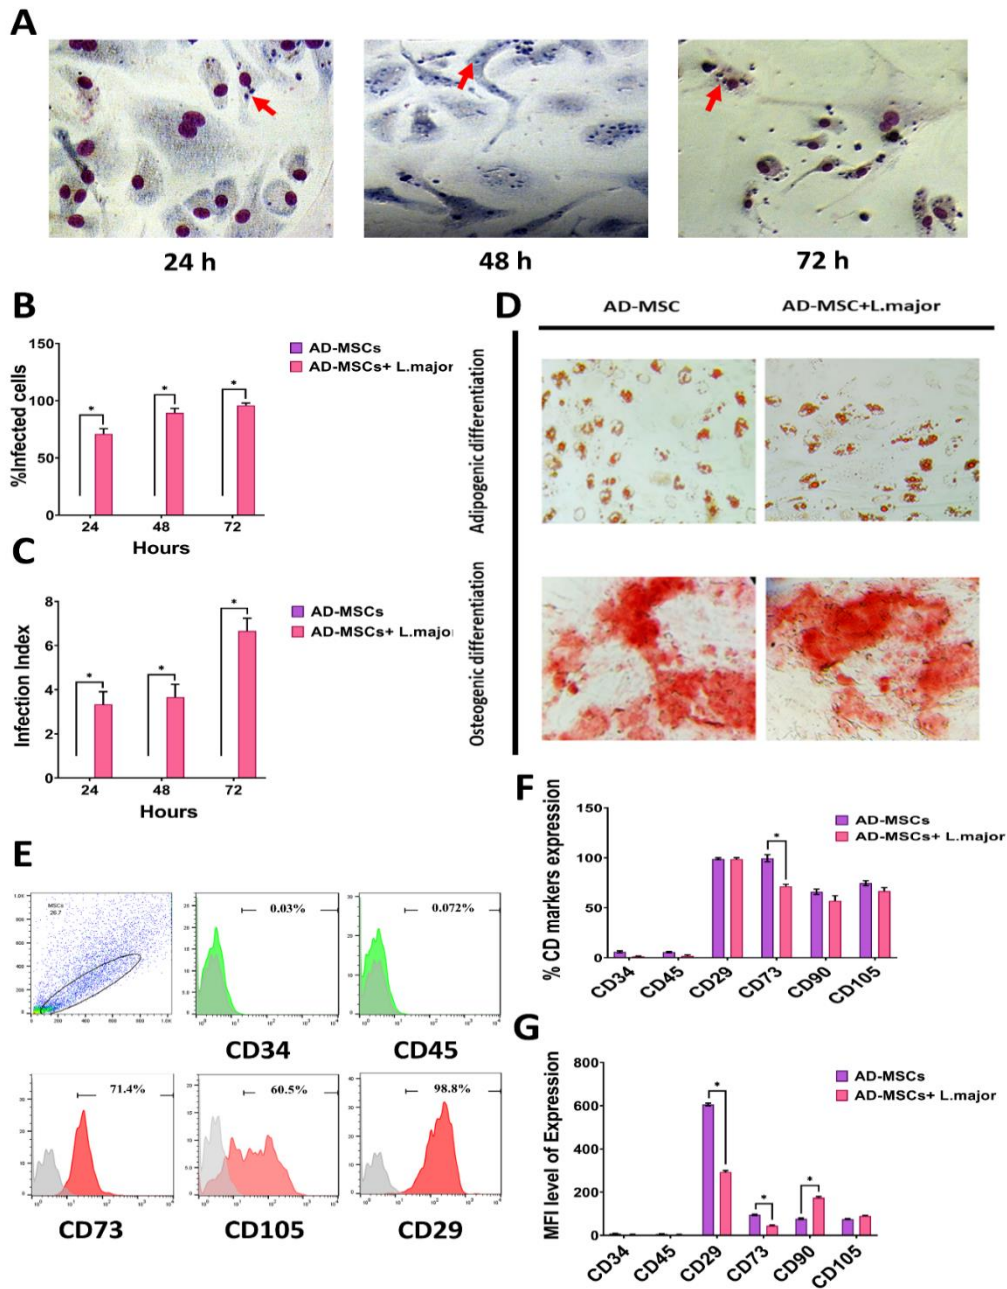 A
24 h
48 h
72 h
B
%Infected cells
150
100
50
0
24
48
72
Hours
AD-MSCs
AD-MSCs+ L.major
*
*
*
C
Infection Index
8
6
4
2
0
24
48
72
Hours
AD-MSCs
AD-MSCs+ L.major
*
*
*
D
AD-MSC
AD-MSC+L.major
Adipogenic differentiation
Osteogenic differentiation
E
MSCs
0.03%
CD34
0.072%
CD45
71.4%
CD73
60.5%
CD105
98.8%
CD29
F
% CD markers expression
150
100
50
0
CD34
CD45
CD29
CD73
CD90
CD105
AD-MSCs
AD-MSCs+ L.major
*
G
MFI level of Expression
800
600
400
200
0
CD34
CD45
CD29
CD73
CD90
CD105
AD-MSCs
AD-MSCs+ L.major
*
*
*